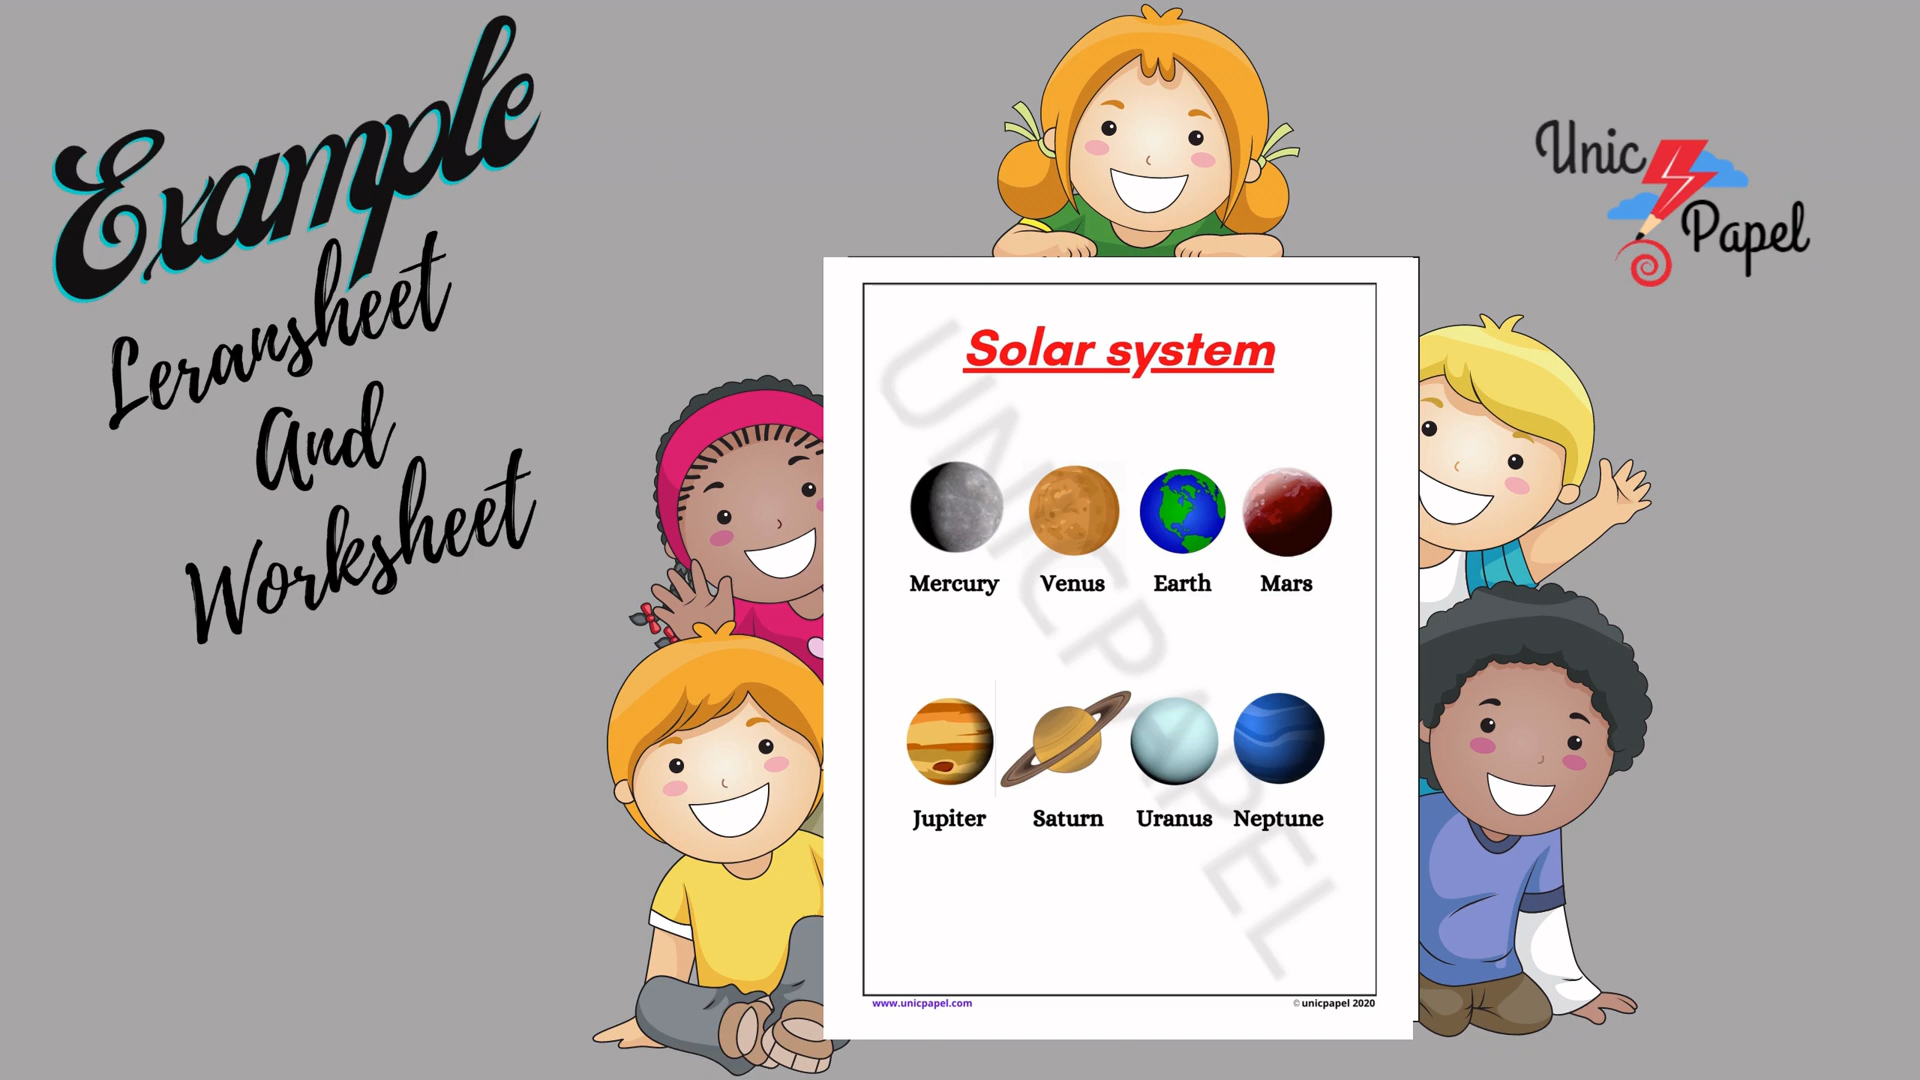 Example
Leransheet
And
Worksheet
Unic
Papel
Solar system
Mercury Venus Earth Mars
Jupiter Saturn Uranus Neptune
UNICPAPEL
www.unicpapel.com
© unicpapel 2020